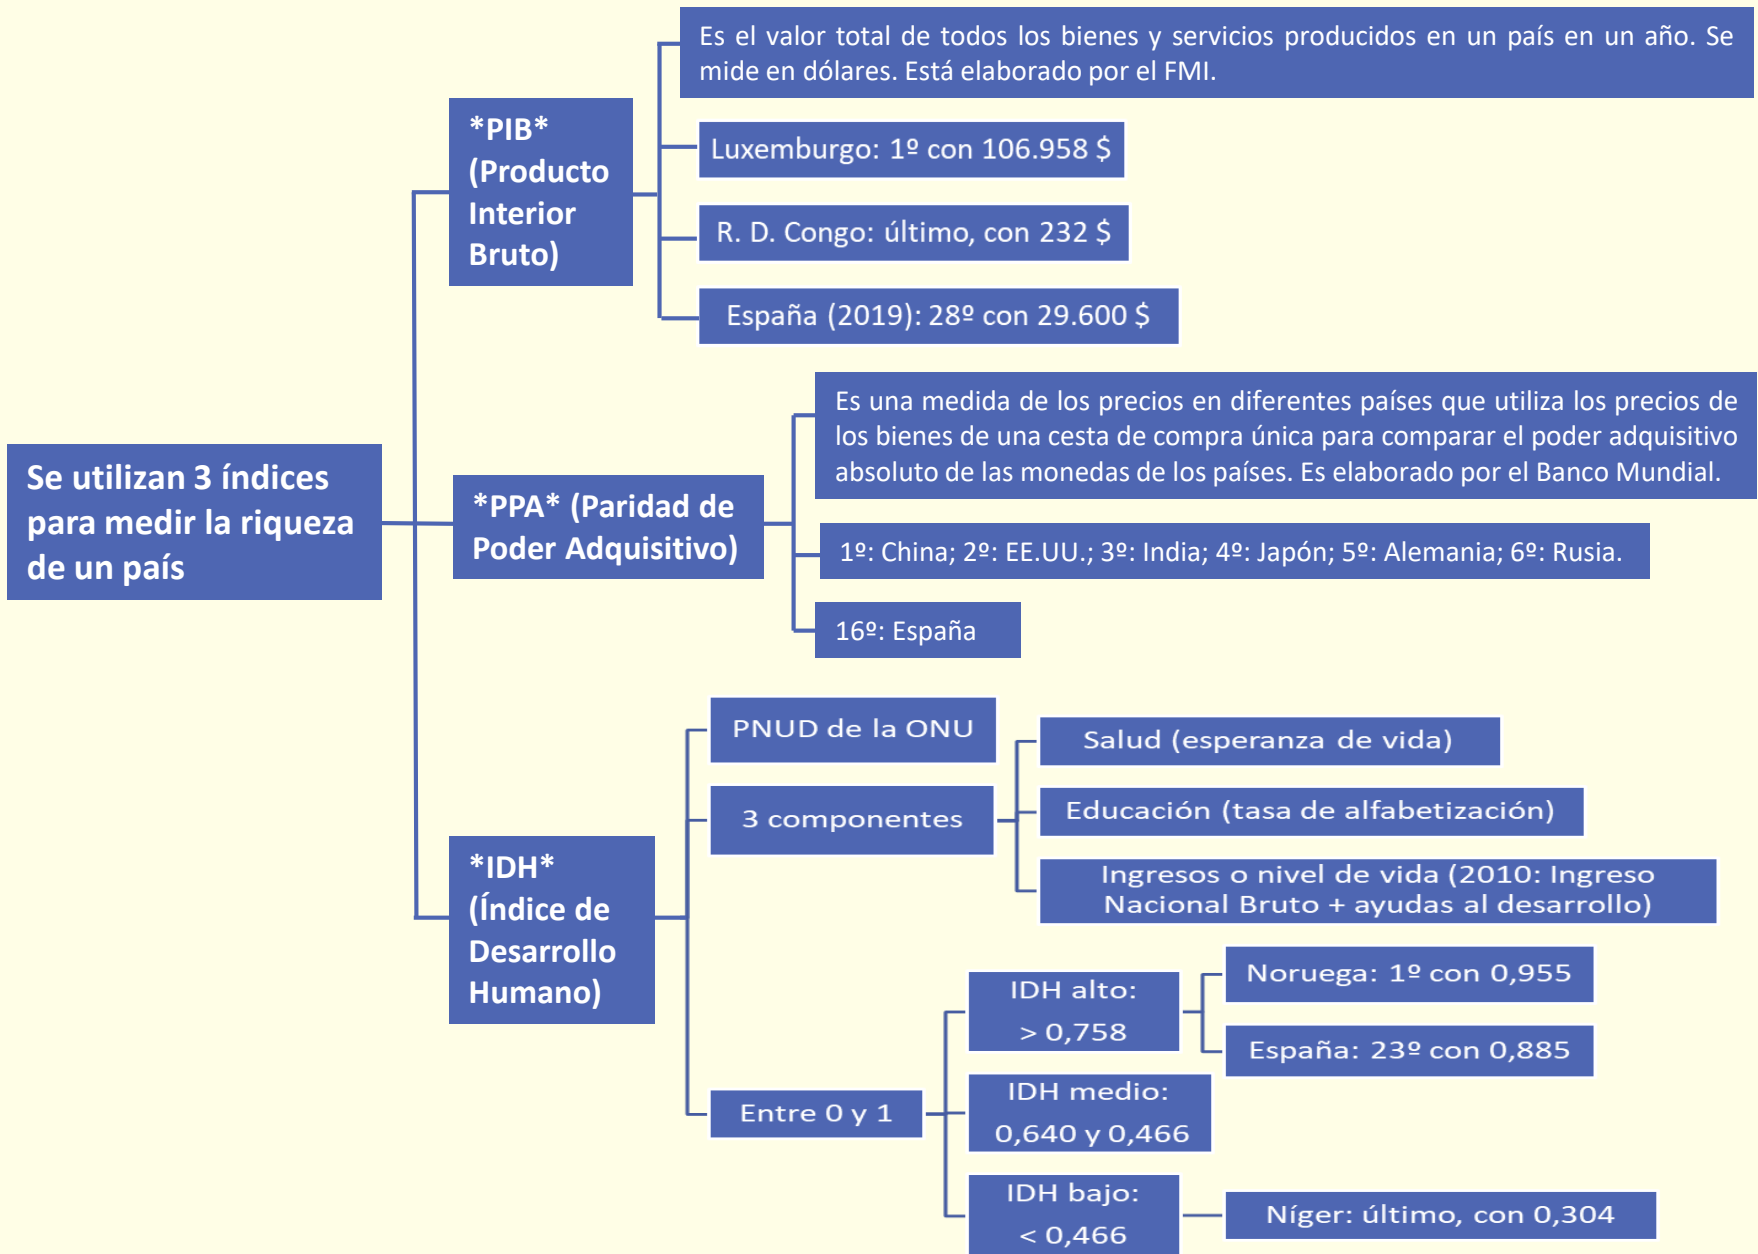 Se utilizan 3 índices
para medir la riqueza
de un país
*PIB*
(Producto
Interior
Bruto)
Es el valor total de todos los bienes y servicios producidos en un país en un año. Se
mide en dólares. Está elaborado por el FMI.
Luxemburgo: 1º con 106.958 $
R. D. Congo: último, con 232 $
España (2019): 28º con 29.600 $
*PPA* (Paridad de
Poder Adquisitivo)
Es una medida de los precios en diferentes países que utiliza los precios de
los bienes de una cesta de compra única para comparar el poder adquisitivo
absoluto de las monedas de los países. Es elaborado por el Banco Mundial.
1º: China; 2º: EE.UU.; 3º: India; 4º: Japón; 5º: Alemania; 6º: Rusia.
16º: España
*IDH*
(Índice de
Desarrollo
Humano)
PNUD de la ONU
3 componentes
Salud (esperanza de vida)
Educación (tasa de alfabetización)
Ingresos o nivel de vida (2010: Ingreso
Nacional Bruto + ayudas al desarrollo)
Entre 0 y 1
IDH alto:
> 0,758
Noruega: 1º con 0,955
España: 23º con 0,885
IDH medio:
0,640 y 0,466
IDH bajo:
< 0,466
Níger: último, con 0,304